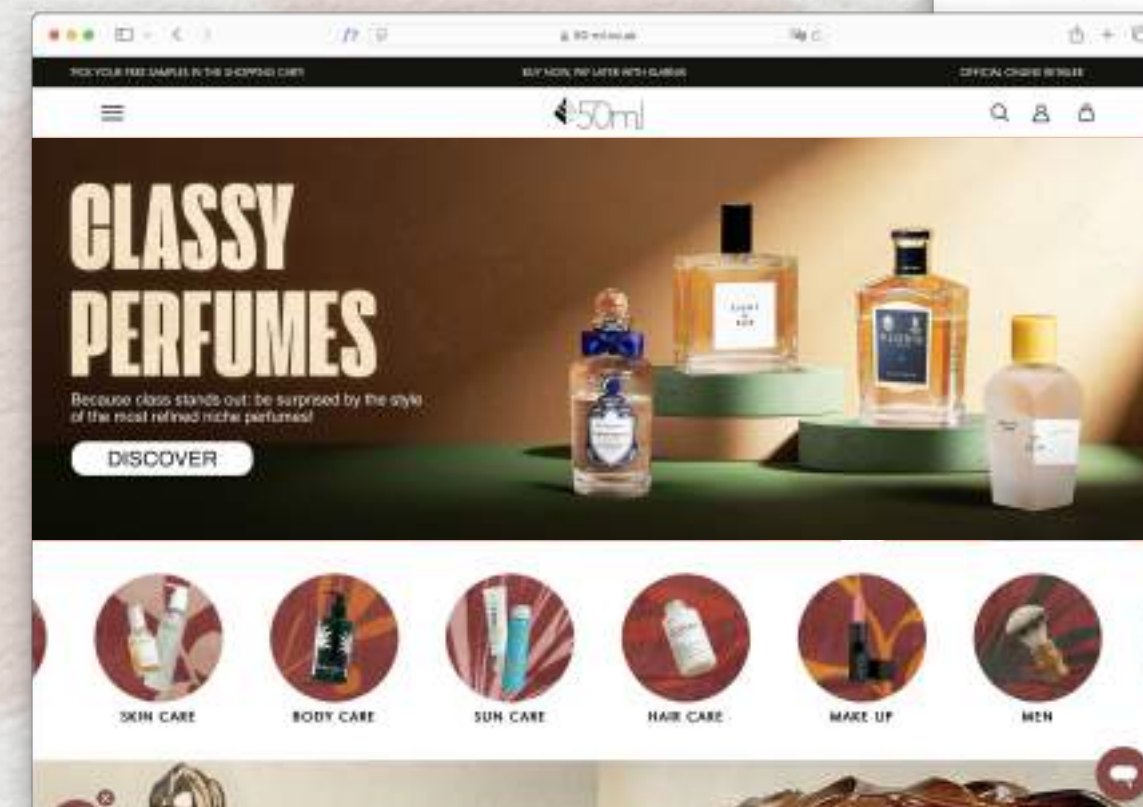 PICK YOUR FREE SAMPLES IN THE SHOPPING CART!
BUY NOW, PAY LATER WITH KLARNA
OFFICIAL ONLINE RETAILER
50ml
CLASSY
PERFUMES
Because class stands out: be surprised by the style
of the most refined niche perfumes!
DISCOVER
SKIN CARE
BODY CARE
SUN CARE
HAIR CARE
MAKE UP
MEN